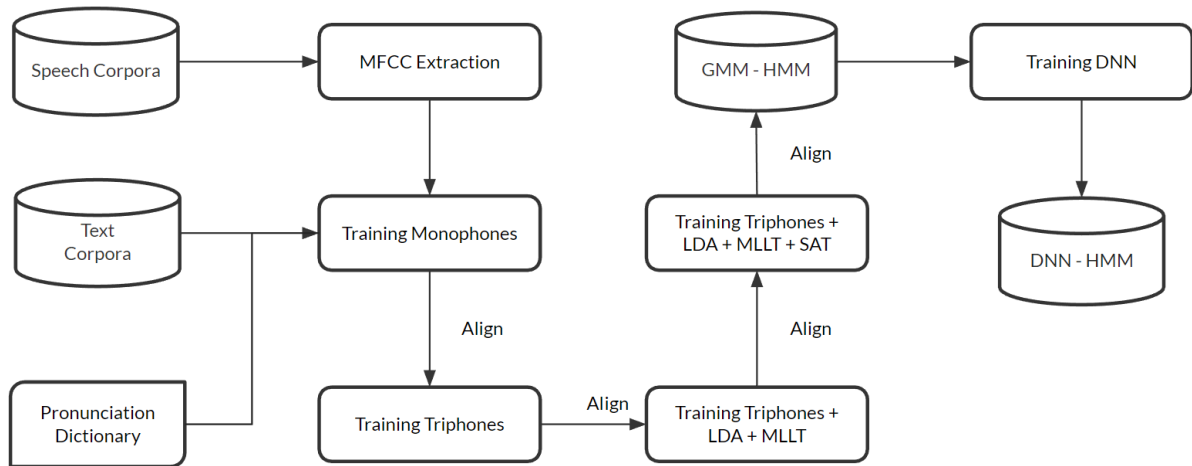 Speech Corpora
MFCC Extraction
GMM - HMM
Training DNN
Align
Text
Corpora
Training Monophones
Training Triphones +
LDA + MLLT + SAT
DNN - HMM
Align
Align
Pronunciation
Dictionary
Training Triphones
Align
Training Triphones +
LDA + MLLT